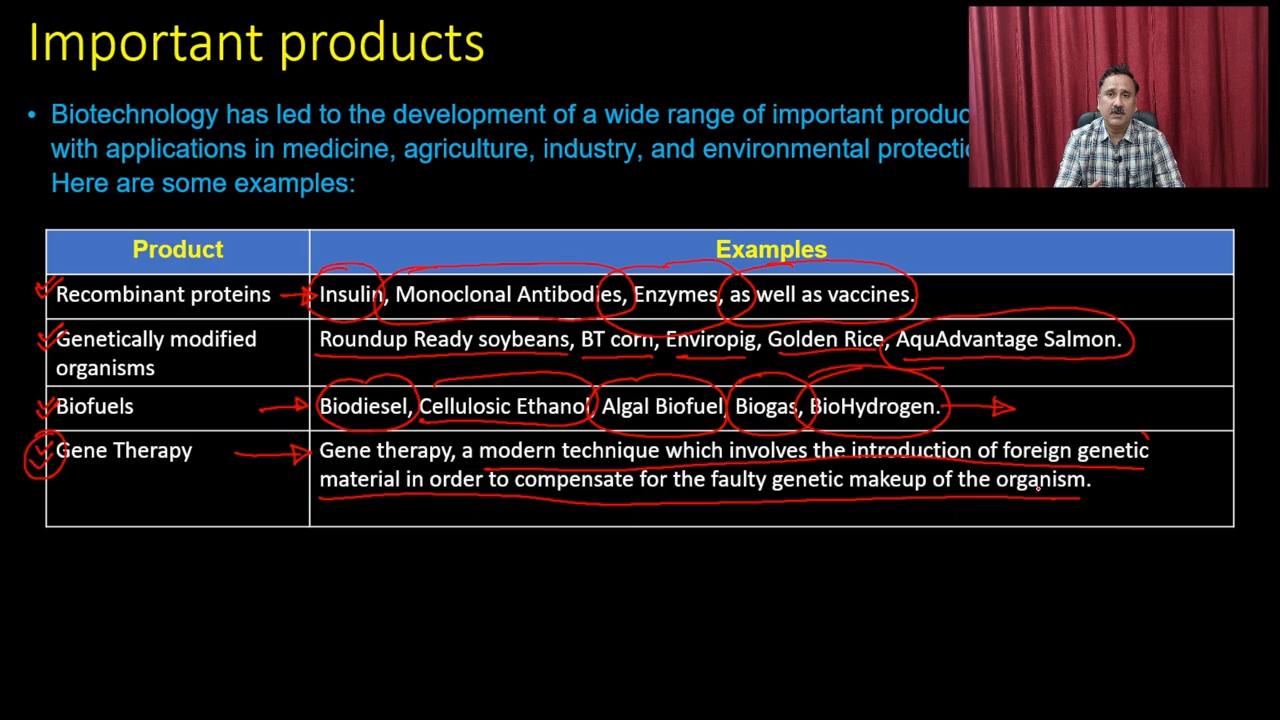 Important products
• Biotechnology has led to the development of a wide range of important produc
with applications in medicine, agriculture, industry, and environmental protectio
Here are some examples:
Product Examples
Recombinant proteins Insulin, Monoclonal Antibodies, Enzymes, as well as vaccines.
Genetically modified organisms Roundup Ready soybeans, BT corn, Enviropig, Golden Rice, AquAdvantage Salmon.
Biofuels Biodiesel, Cellulosic Ethanol, Algal Biofuel, Biogas, BioHydrogen.
Gene Therapy Gene therapy, a modern technique which involves the introduction of foreign genetic
material in order to compensate for the faulty genetic makeup of the organism.